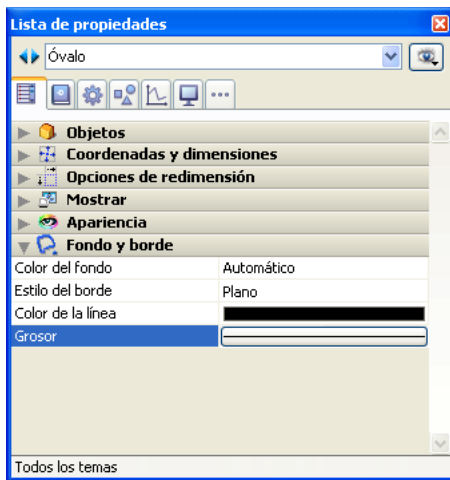 Lista de propiedades
Óvalo
Objetos
Coordenadas y dimensiones
Opciones de redimensión
Mostrar
Apariencia
Fondo y borde
Color del fondo Automático
Estilo del borde Plano
Color de la línea
Grosor
Todos los temas